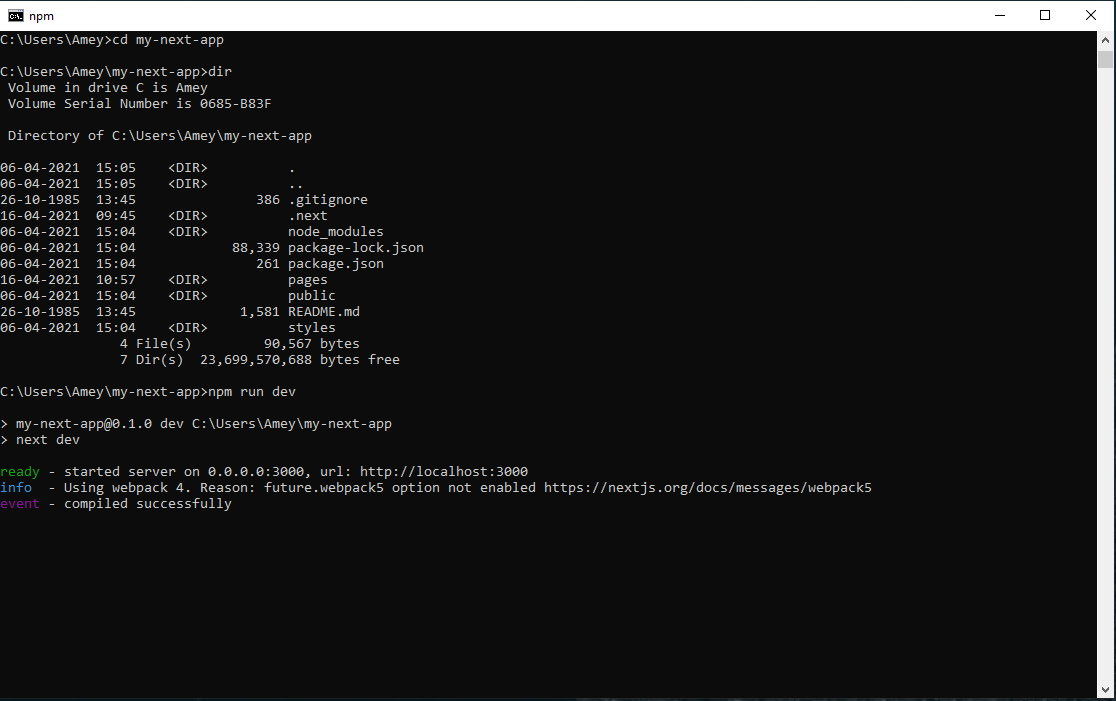 npm
C:\Users\Amey>cd my-next-app
C:\Users\Amey\my-next-app>dir
 Volume in drive C is Amey
 Volume Serial Number is 0685-B83F
 Directory of C:\Users\Amey\my-next-app
06-04-2021  15:05    <DIR>          .
06-04-2021  15:05    <DIR>          ..
26-10-1985  13:45               386 .gitignore
16-04-2021  09:45    <DIR>          .next
06-04-2021  15:04    <DIR>          node_modules
06-04-2021  15:04            88,339 package-lock.json
06-04-2021  15:04               261 package.json
16-04-2021  10:57    <DIR>          pages
06-04-2021  15:04    <DIR>          public
26-10-1985  13:45             1,581 README.md
06-04-2021  15:04    <DIR>          styles
               4 File(s)         90,567 bytes
               7 Dir(s)  23,699,570,688 bytes free
C:\Users\Amey\my-next-app>npm run dev
> my-next-app@0.1.0 dev C:\Users\Amey\my-next-app
> next dev
ready - started server on 0.0.0.0:3000, url: http://localhost:3000
info  - Using webpack 4. Reason: future.webpack5 option not enabled https://nextjs.org/docs/messages/webpack5
event - compiled successfully